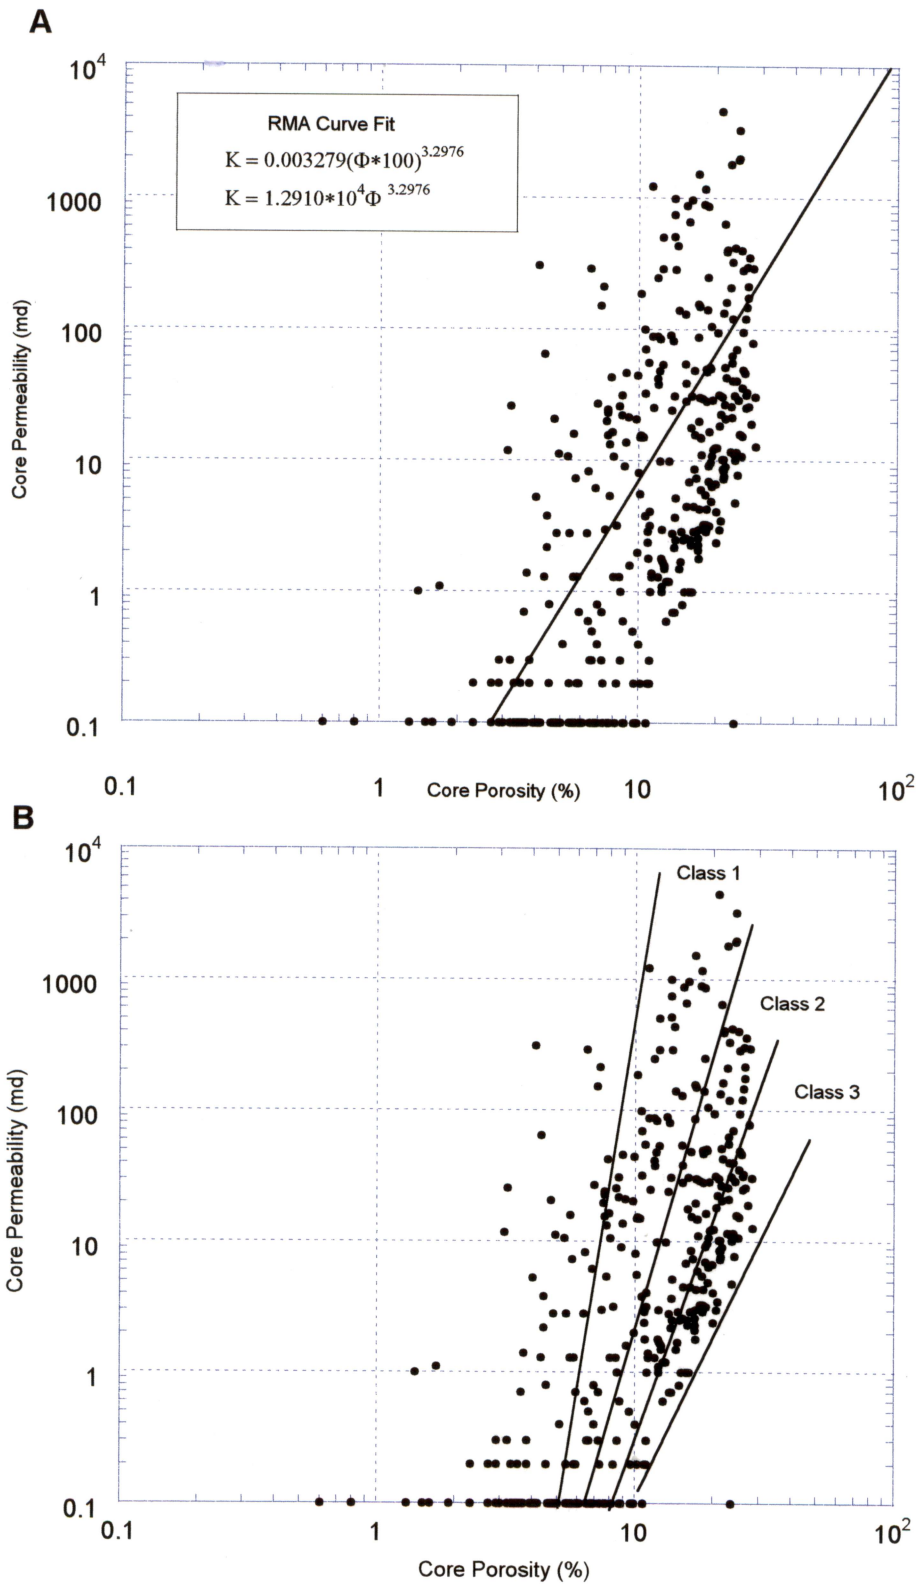 A
10⁴
RMA Curve Fit
K = 0.003279(Φ*100)^3.2976
K = 1.2910*10⁴Φ ^3.2976
1000
100
10
1
0.1
Core Permeability (md)
0.1 1 10 10²
Core Porosity (%)
B
10⁴
Class 1
1000
Class 2
100
Class 3
10
1
0.1
Core Permeability (md)
0.1 1 10 10²
Core Porosity (%)